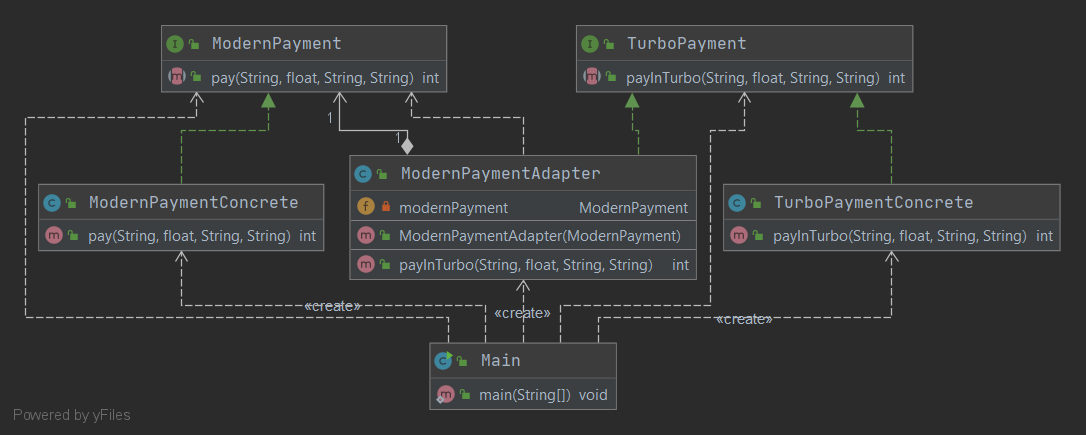 I ModernPayment
m pay(String, float, String, String) int
I TurboPayment
m payInTurbo(String, float, String, String) int
1
1
C ModernPaymentConcrete
m pay(String, float, String, String) int
C ModernPaymentAdapter
f modernPayment ModernPayment
m ModernPaymentAdapter(ModernPayment)
m payInTurbo(String, float, String, String) int
C TurboPaymentConcrete
m payInTurbo(String, float, String, String) int
«create»
«create»
«create»
C Main
m main(String[]) void
Powered by yFiles